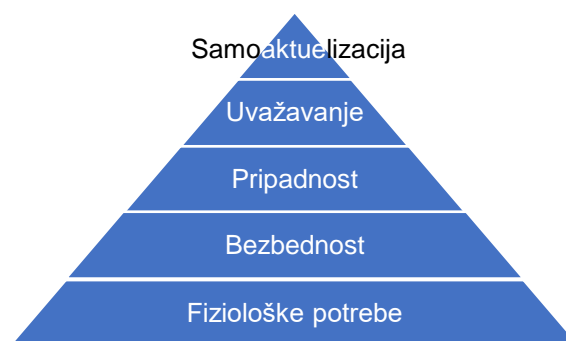 Samoaktuelizacija
Uvažavanje
Pripadnost
Bezbednost
Fiziološke potrebe